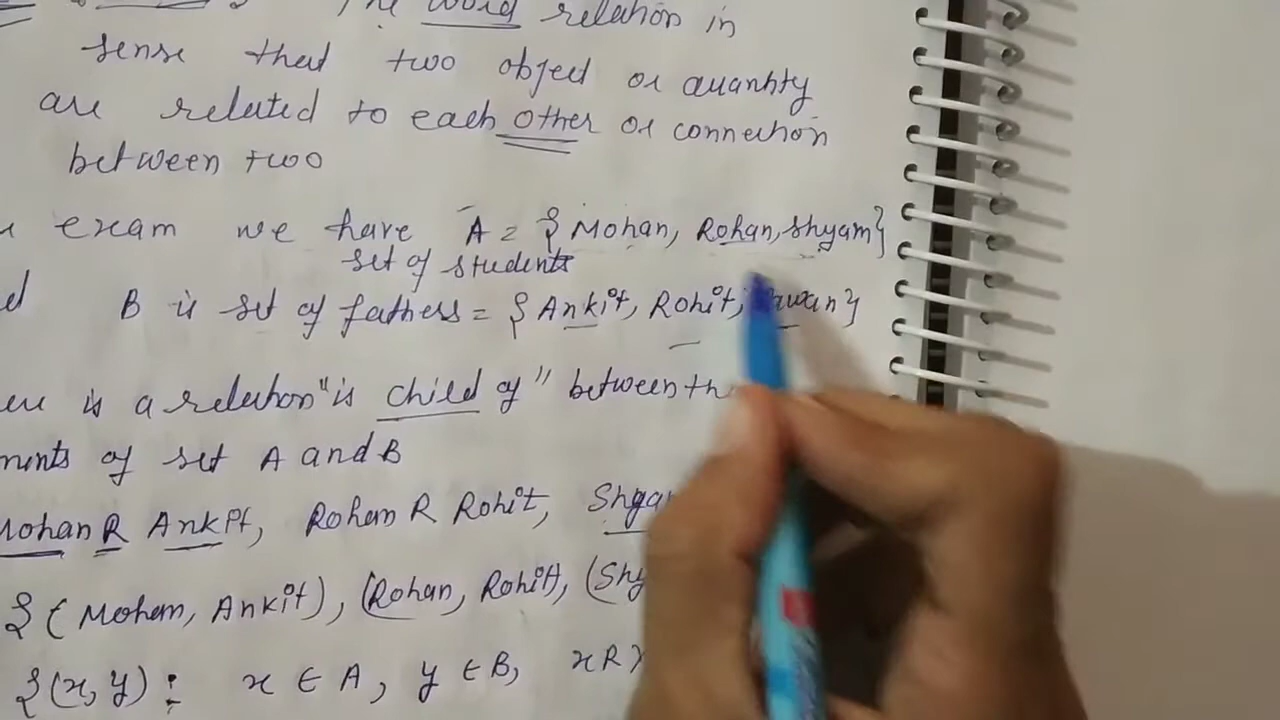 The word relation in
sense that two object or quantity
are related to each other or connection
between two
exam we have A = {Mohan, Rohan, Shyam}
set of students
B is set of fathers = {Ankit, Rohit,
is a relation "is child of" between
of set A and B
Mohan R Ankit, Rohan R Rohit,
{(Mohan, Ankit), (Rohan, Rohit),
{(x, y) : x ∈ A, y ∈ B, x R